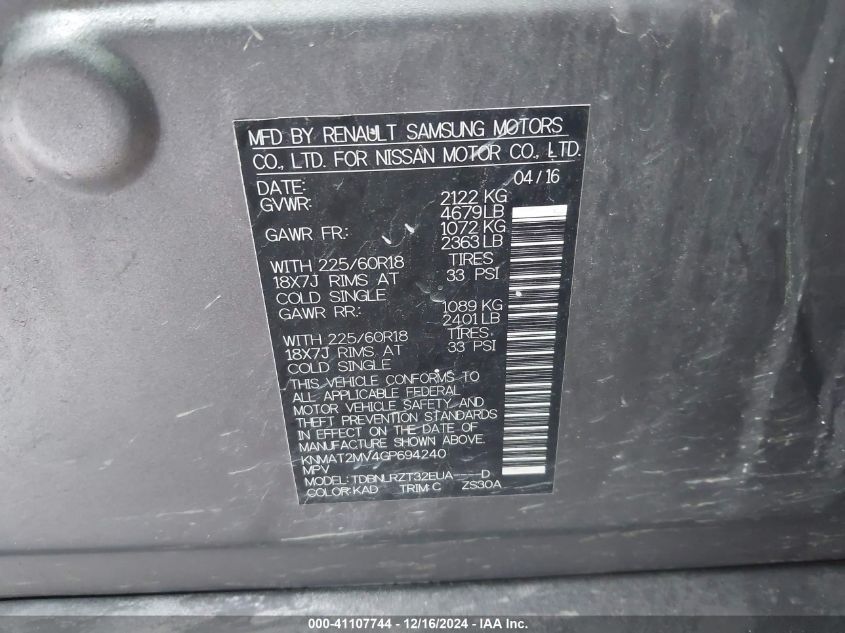 MFD BY RENAULT SAMSUNG MOTORS
CO., LTD. FOR NISSAN MOTOR CO., LTD.
DATE: 04/16
GVWR: 2122 KG
4679LB
GAWR FR: 1072 KG
2363LB
WITH 225/60R18 TIRES
18X7J RIMS AT 33 PSI
COLD SINGLE
GAWR RR: 1089 KG
2401LB
WITH 225/60R18 TIRES
18X7J RIMS AT 33 PSI
COLD SINGLE
THIS VEHICLE CONFORMS TO
ALL APPLICABLE FEDERAL
MOTOR VEHICLE SAFETY AND
THEFT PREVENTION STANDARDS
IN EFFECT ON THE DATE OF
MANUFACTURE SHOWN ABOVE.
KNMAT2MV4GP694240
MPV
MODEL: TDBNLRZT32EUA----D
COLOR:KAD TRIM:C ZS30A
000-41107744 - 12/16/2024 - IAA Inc.